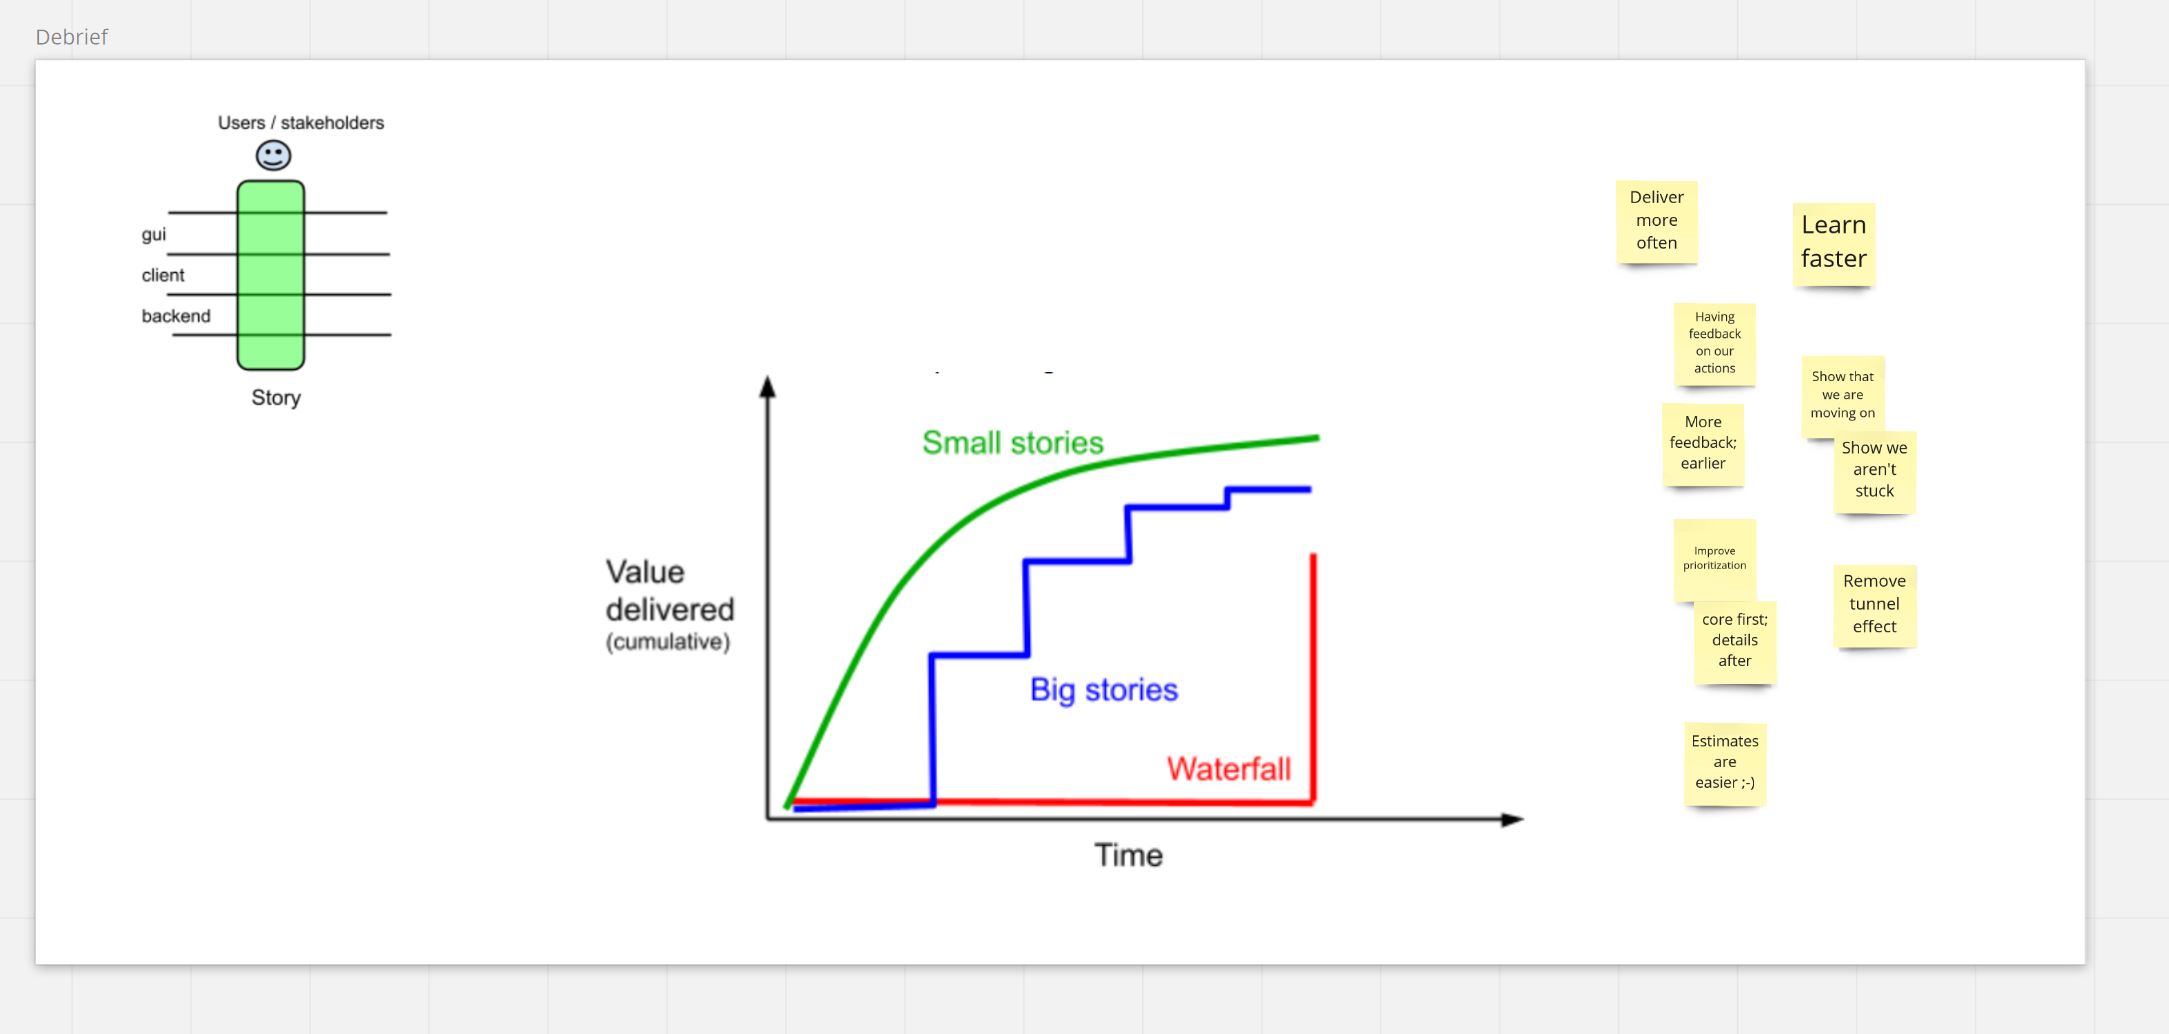 Debrief
Users / stakeholders
gui
client
backend
Story
Small stories
Value
delivered
(cumulative)
Big stories
Waterfall
Time
Deliver
more
often
Learn
faster
Having
feedback
on our
actions
Show that
we are
moving on
More
feedback;
earlier
Show we
aren't
stuck
Improve
prioritization
Remove
tunnel
effect
core first;
details
after
Estimates
are
easier ;-)